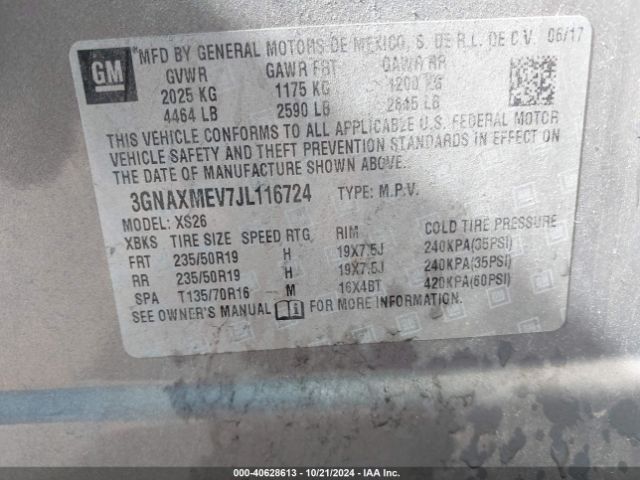 GM
*MFD BY GENERAL MOTORS DE MEXICO, S. DE R.L. DE C.V. 06/17
GVWR GAWR FRT GAWR RR
2025 KG 1175 KG 1200 KG
4464 LB 2590 LB 2645 LB
THIS VEHICLE CONFORMS TO ALL APPLICABLE U.S. FEDERAL MOTOR
VEHICLE SAFETY AND THEFT PREVENTION STANDARDS IN EFFECT ON
THE DATE OF MANUFACTURE SHOWN ABOVE.
3GNAXMEV7JL116724 TYPE: M.P.V.
MODEL: XS26
XBKS TIRE SIZE SPEED RTG RIM COLD TIRE PRESSURE
FRT 235/50R19 H 19X7.5J 240KPA(35PSI)
RR 235/50R19 H 19X7.5J 240KPA(35PSI)
SPA T135/70R16 M 16X4BT 420KPA(60PSI)
SEE OWNER'S MANUAL FOR MORE INFORMATION.
000-40628613 - 10/21/2024 - IAA Inc.